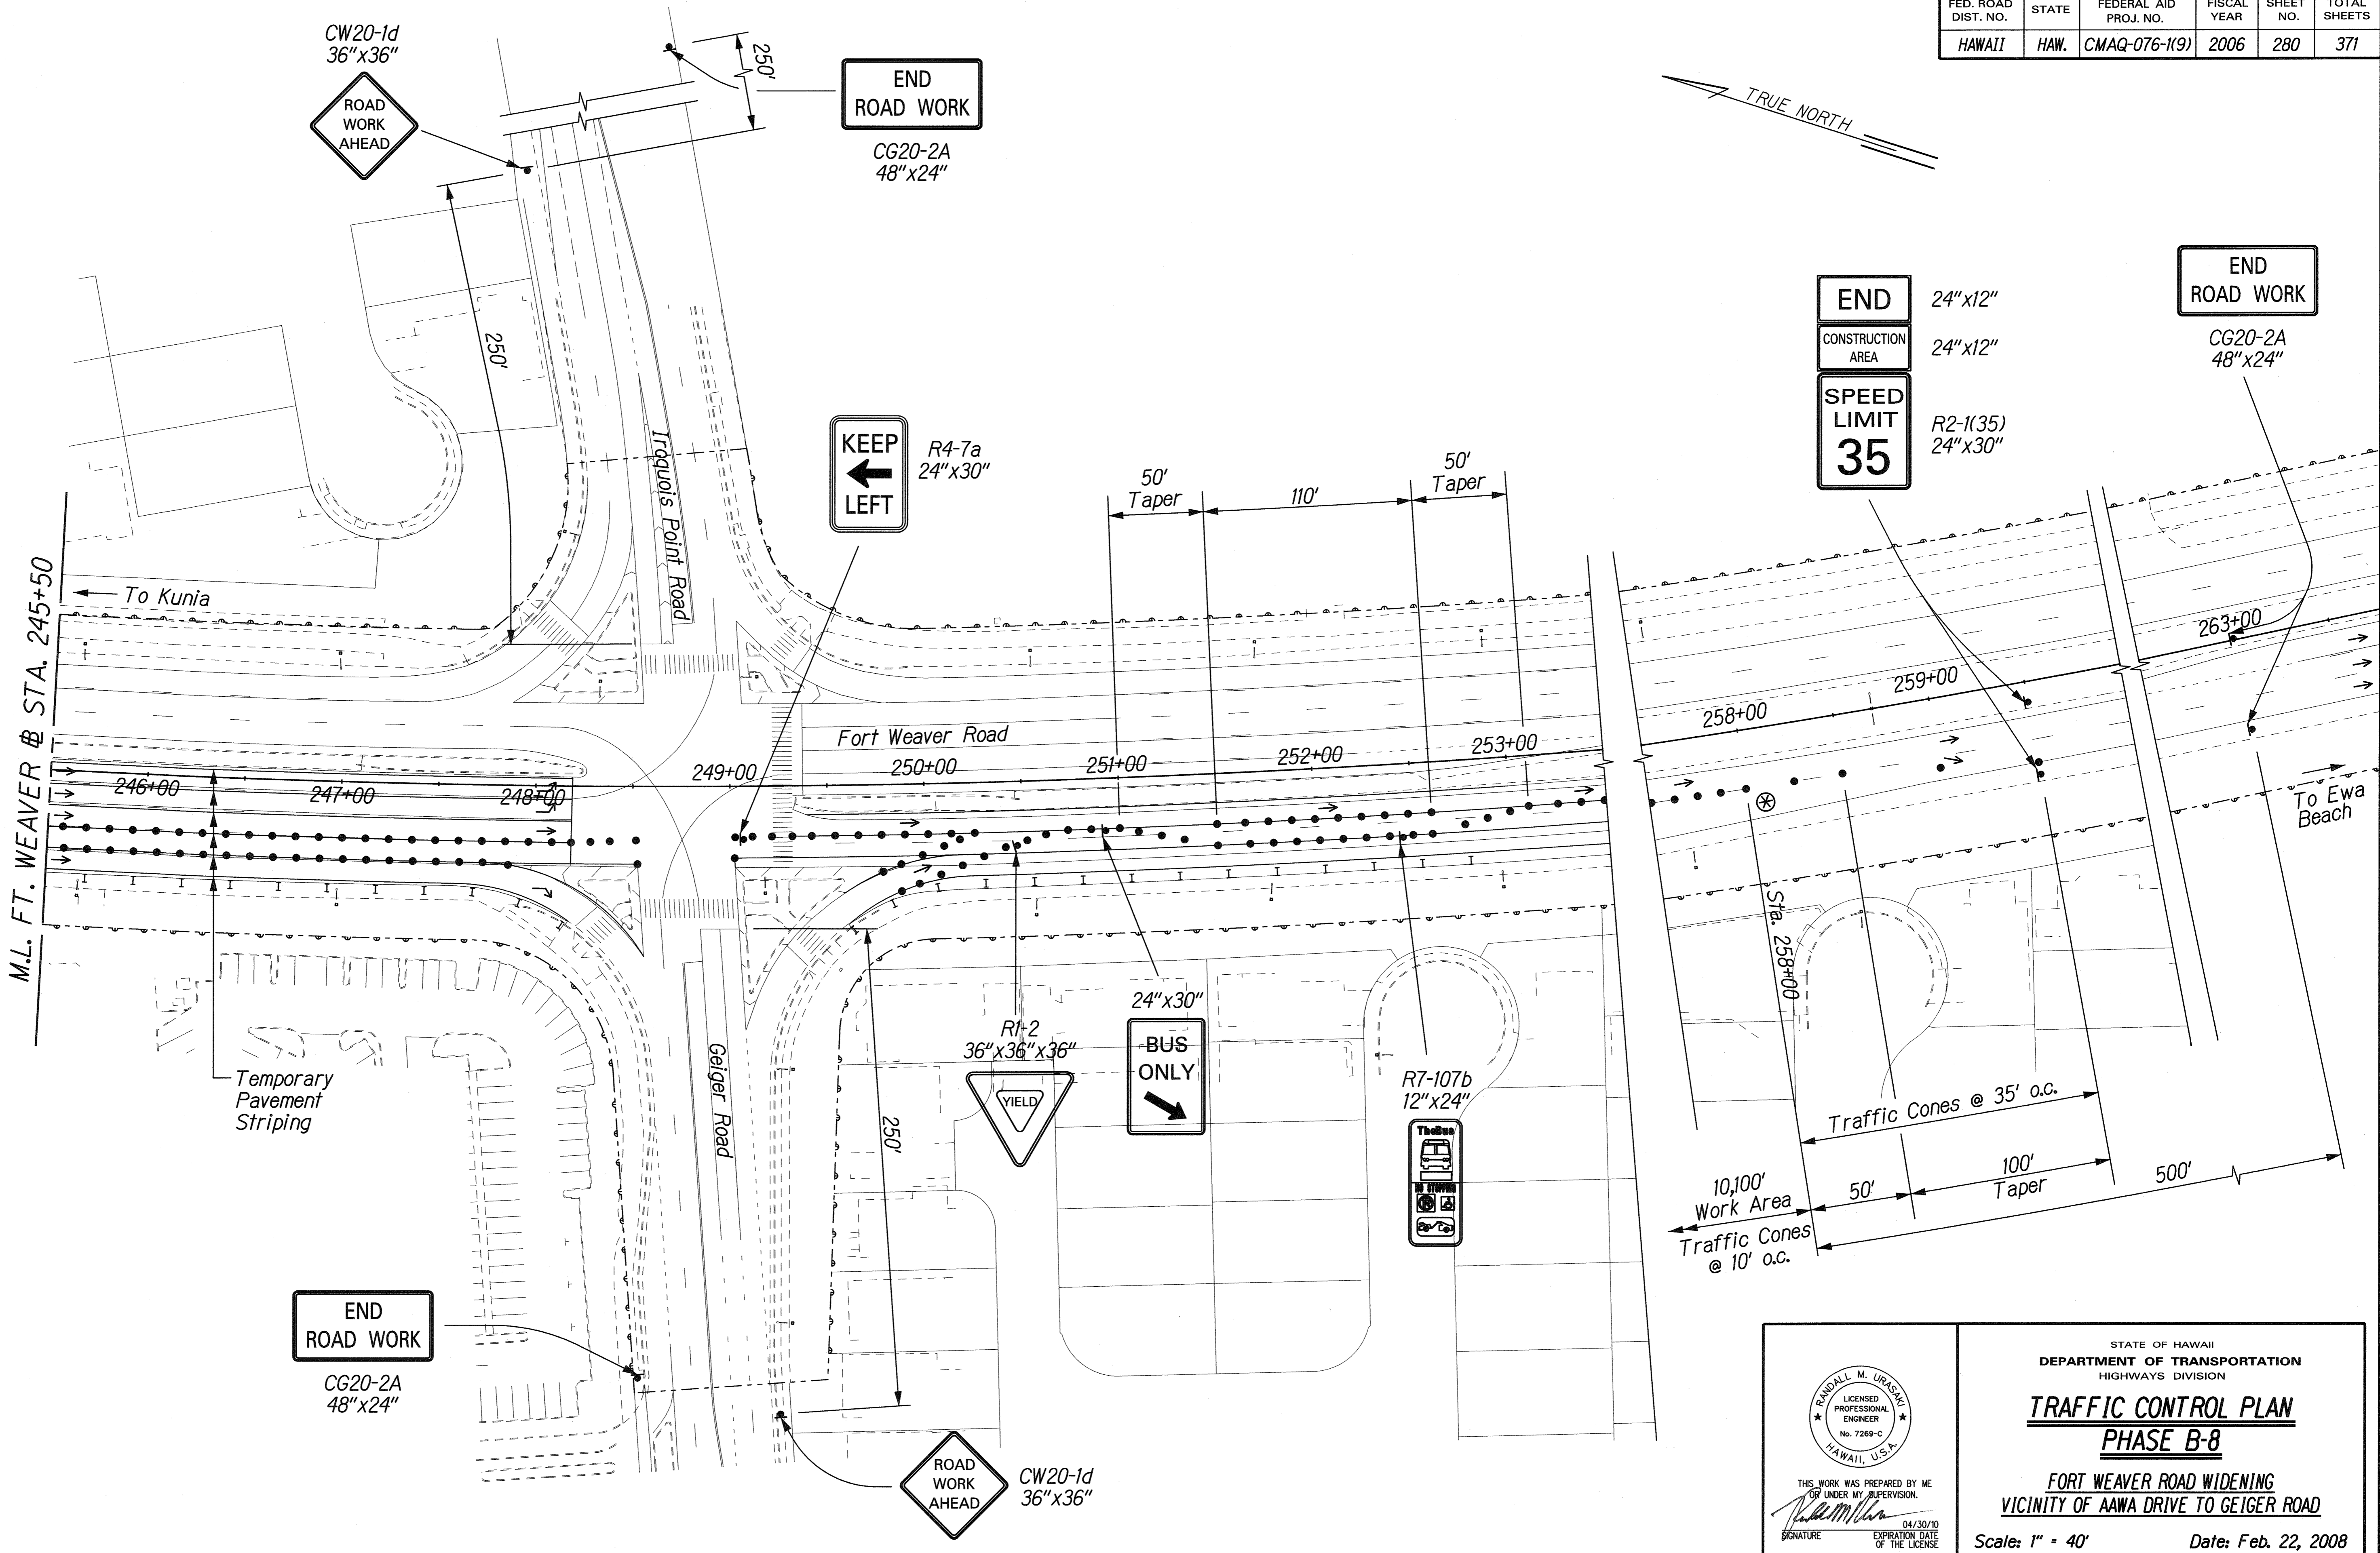 FED. ROAD DIST. NO.
STATE
FEDERAL AID PROJ. NO.
FISCAL YEAR
SHEET NO.
TOTAL SHEETS
HAWAII
HAW.
CMAQ-076-1(9)
2006
280
371
CW20-1d
36"x36"
ROAD
WORK
AHEAD
250'
END
ROAD WORK
CG20-2A
48"x24"
TRUE NORTH
250'
Iroquois Point Road
KEEP
LEFT
R4-7a
24"x30"
50'
Taper
110'
50'
Taper
END
24"x12"
CONSTRUCTION
AREA
24"x12"
SPEED
LIMIT
35
R2-1(35)
24"x30"
END
ROAD WORK
CG20-2A
48"x24"
M.L. FT. WEAVER ROAD STA. 245+50
To Kunia
Fort Weaver Road
246+00
247+00
248+00
249+00
250+00
251+00
252+00
253+00
258+00
259+00
263+00
To Ewa
Beach
Sta. 258+00
Temporary
Pavement
Striping
Geiger Road
250'
R1-2
36"x36"x36"
YIELD
24"x30"
BUS
ONLY
R7-107b
12"x24"
TheBus
NO STOPPING
Traffic Cones @ 35' o.c.
10,100'
Work Area
50'
100'
Taper
500'
Traffic Cones
@ 10' o.c.
END
ROAD WORK
CG20-2A
48"x24"
ROAD
WORK
AHEAD
CW20-1d
36"x36"
RANDALL M. URASAKI
LICENSED
PROFESSIONAL
ENGINEER
No. 7269-C
HAWAII, U.S.A.
THIS WORK WAS PREPARED BY ME
OR UNDER MY SUPERVISION.
04/30/10
SIGNATURE
EXPIRATION DATE
OF THE LICENSE
STATE OF HAWAII
DEPARTMENT OF TRANSPORTATION
HIGHWAYS DIVISION
TRAFFIC CONTROL PLAN
PHASE B-8
FORT WEAVER ROAD WIDENING
VICINITY OF AAWA DRIVE TO GEIGER ROAD
Scale: 1" = 40'
Date: Feb. 22, 2008